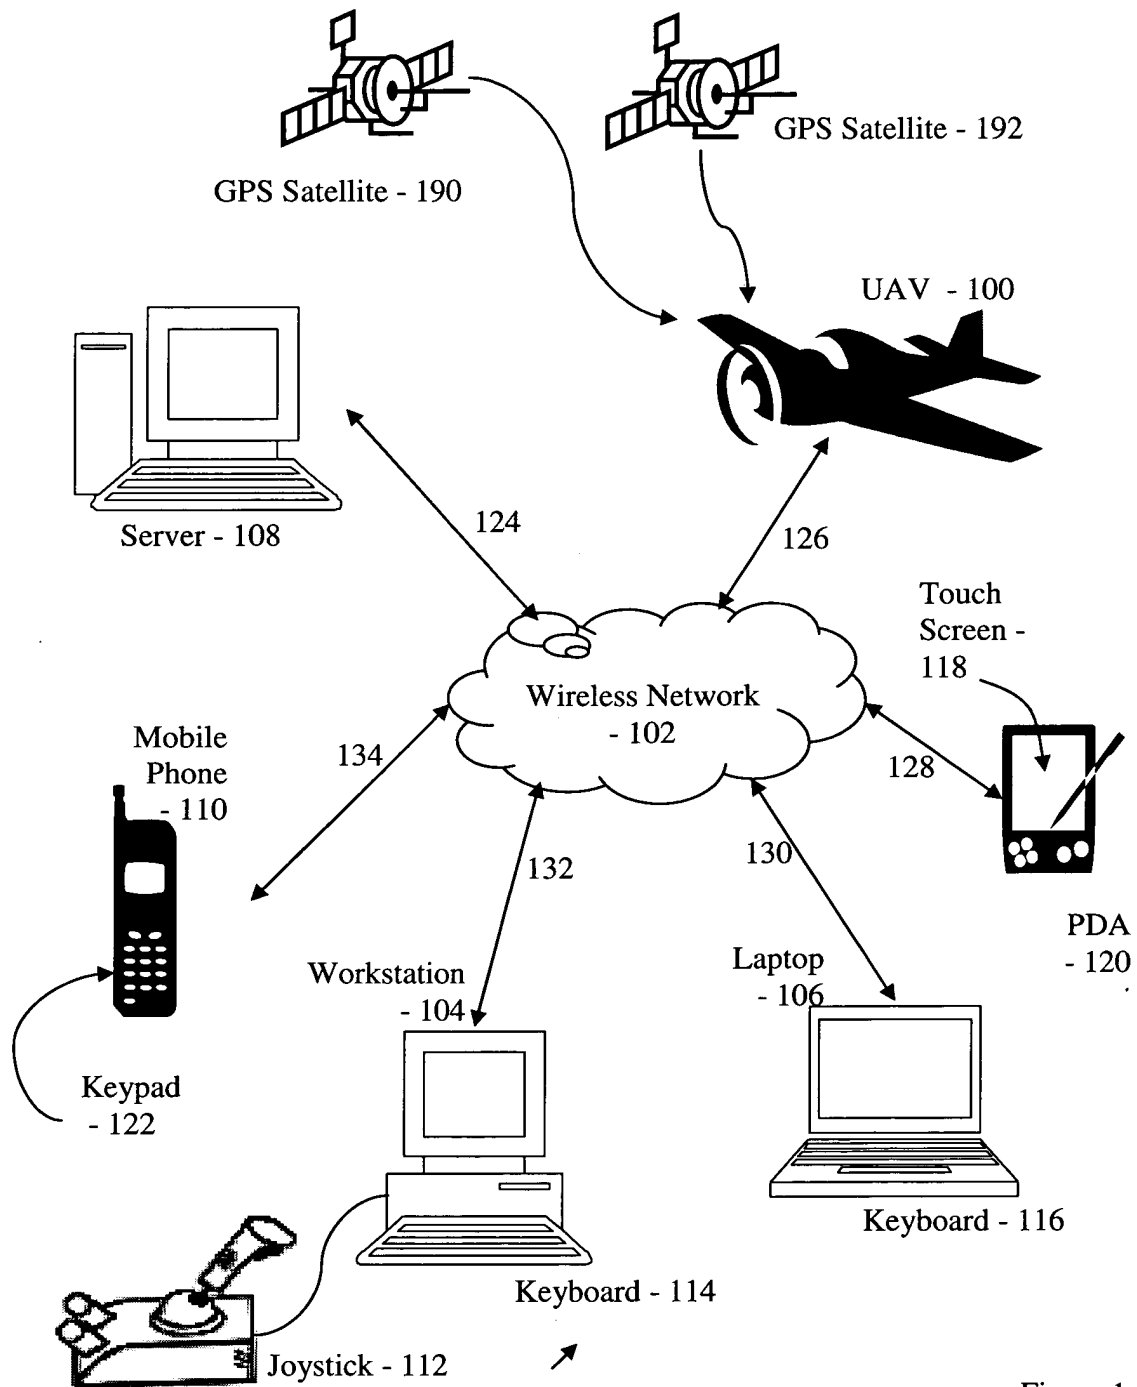 GPS Satellite - 190
GPS Satellite - 192
UAV - 100
Server - 108
124
126
Touch
Screen -
118
Wireless Network
- 102
Mobile
Phone
- 110
134
128
132
130
PDA
- 120
Workstation
- 104
Laptop
- 106
Keypad
- 122
Keyboard - 116
Keyboard - 114
Joystick - 112